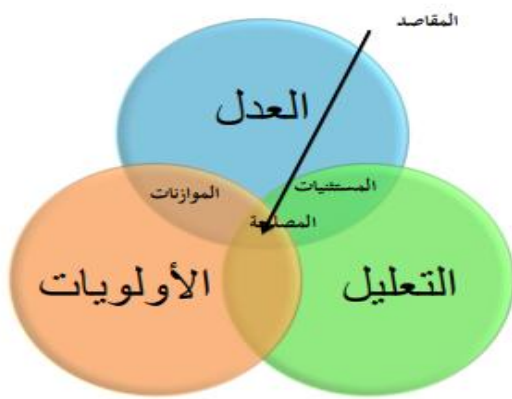 المقاصد
العدل
المستثنيات
الموازنات
المصلحة
التعليل
الأولويات